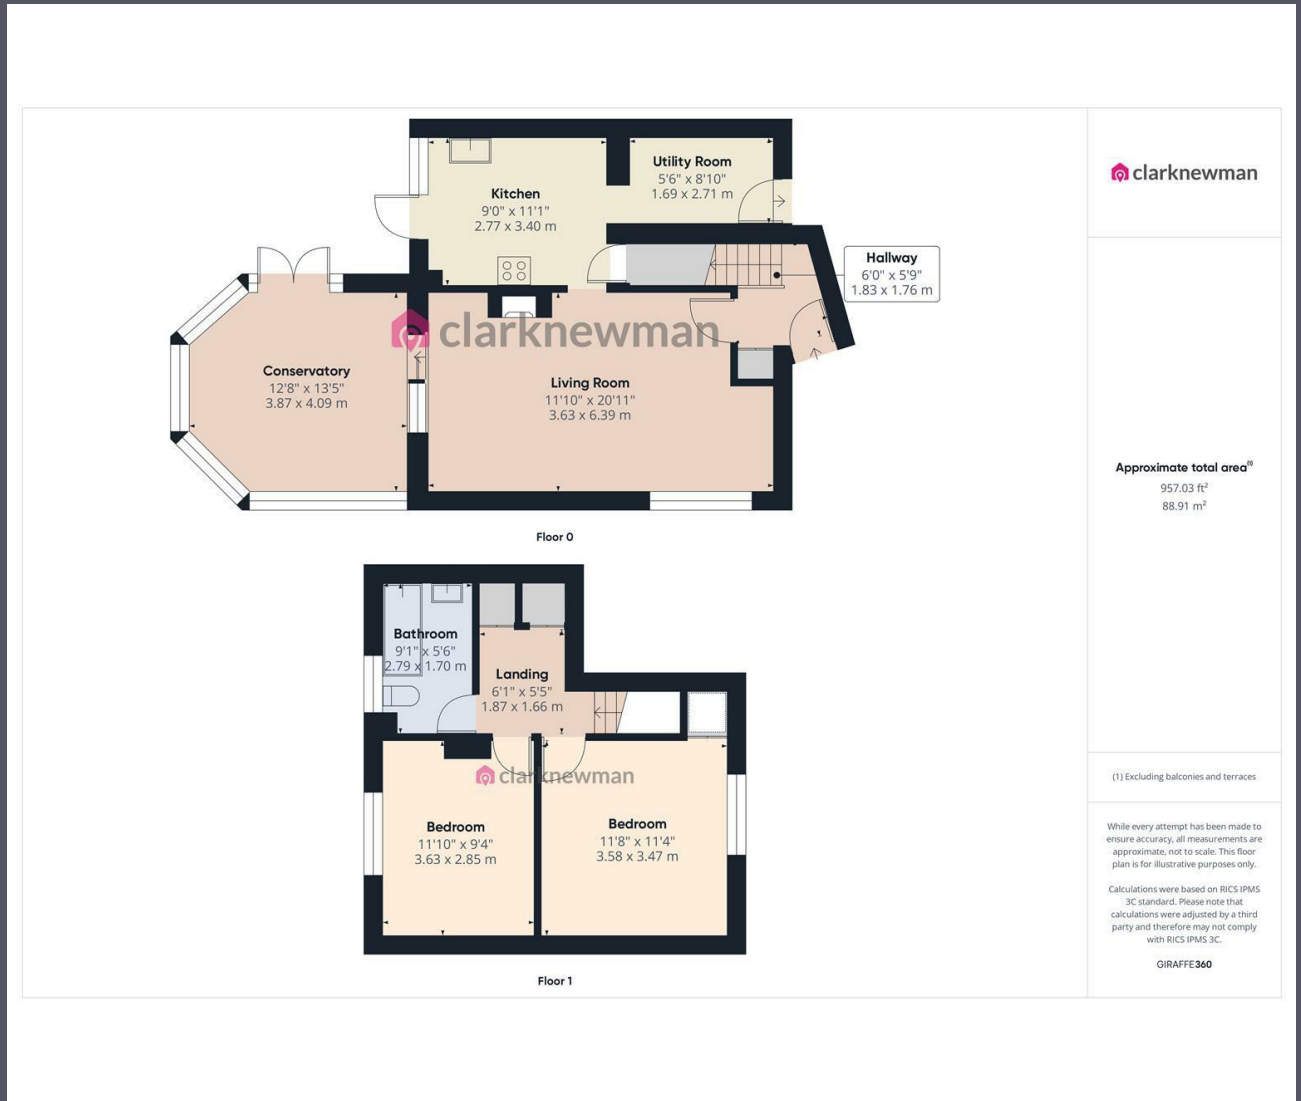 Kitchen
9'0" x 11'1"
2.77 x 3.40 m
Utility Room
5'6" x 8'10"
1.69 x 2.71 m
Hallway
6'0" x 5'9"
1.83 x 1.76 m
clarknewman
Conservatory
12'8" x 13'5"
3.87 x 4.09 m
Living Room
11'10" x 20'11"
3.63 x 6.39 m
Floor 0
Bathroom
9'1" x 5'6"
2.79 x 1.70 m
Landing
6'1" x 5'5"
1.87 x 1.66 m
clarknewman
Bedroom
11'10" x 9'4"
3.63 x 2.85 m
Bedroom
11'8" x 11'4"
3.58 x 3.47 m
Floor 1
clarknewman
Approximate total area(1)
957.03 ft²
88.91 m²
(1) Excluding balconies and terraces
While every attempt has been made to
ensure accuracy, all measurements are
approximate, not to scale. This floor
plan is for illustrative purposes only.
Calculations were based on RICS IPMS
3C standard. Please note that
calculations were adjusted by a third
party and therefore may not comply
with RICS IPMS 3C.
GIRAFFE360